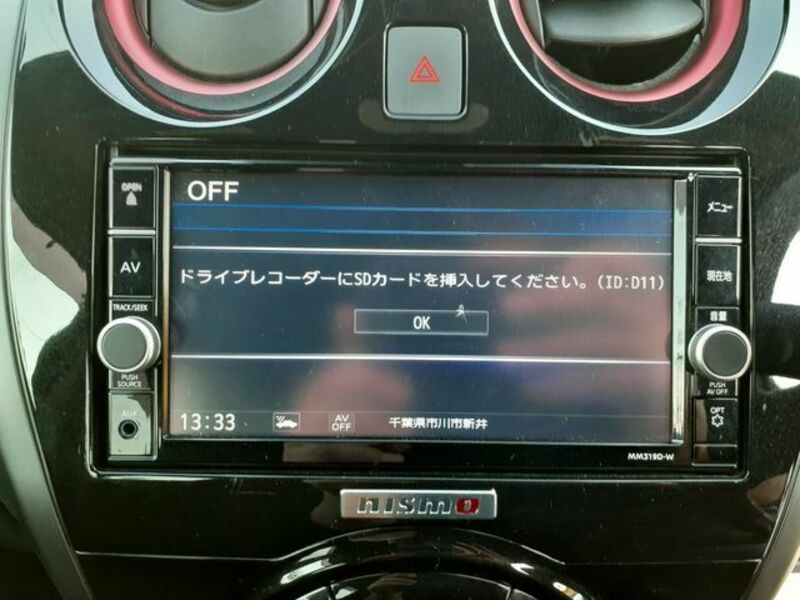 OPEN
AV
TRACK/SEEK
PUSH
SOURCE
AUX
OFF
ドライブレコーダーにSDカードを挿入してください。(ID:D11)
OK
13:33
AV
OFF
千葉県市川市新井
メニュー
現在地
音量
PUSH
AV OFF
OPT
MM319D-W
nismo